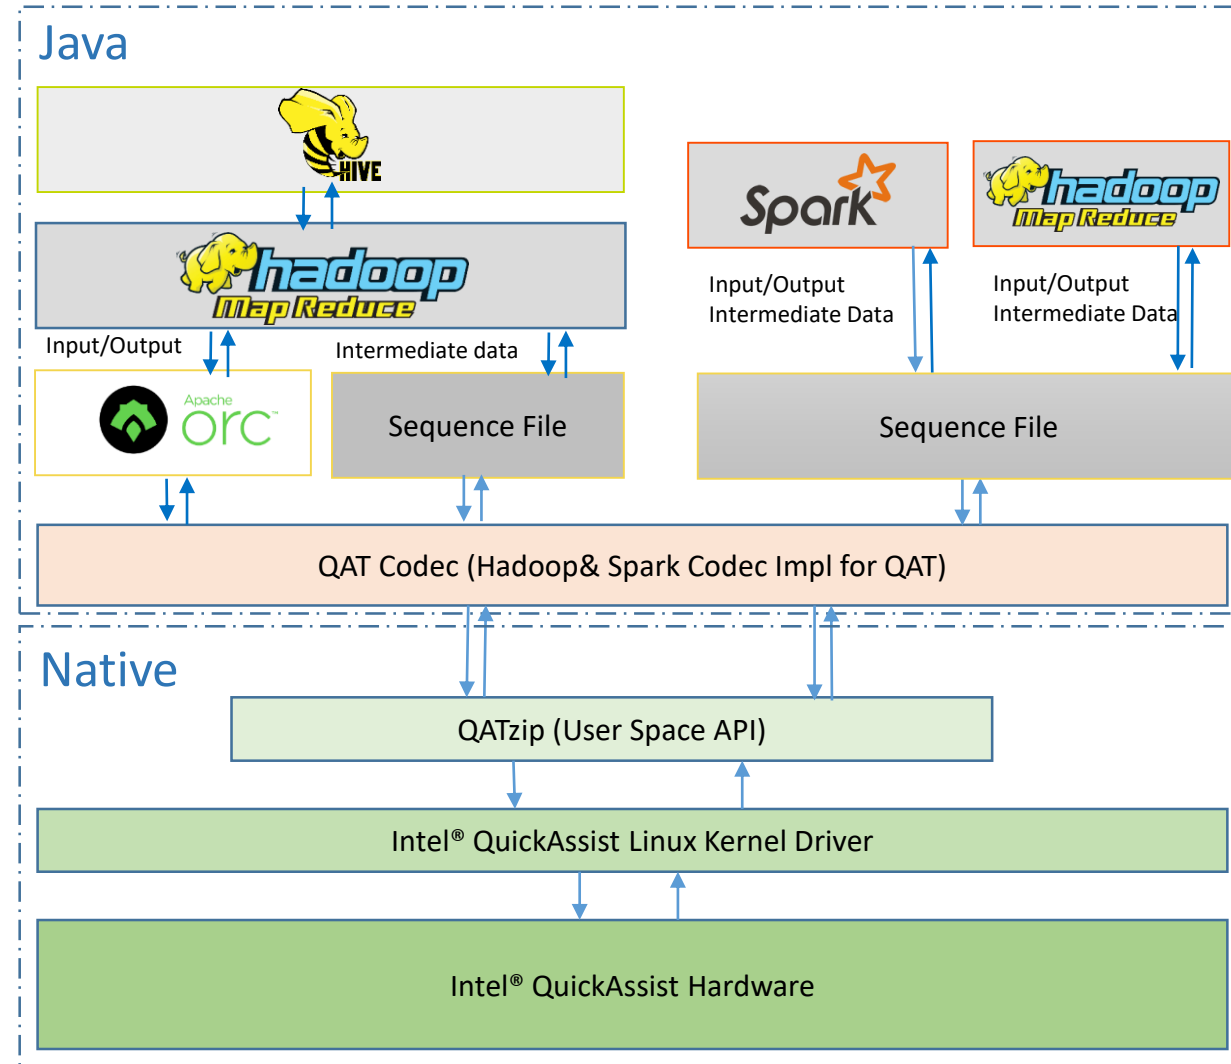 Java
HIVE
hadoop
Map Reduce
Spark
hadoop
Map Reduce
Input/Output
Intermediate data
Input/Output
Intermediate Data
Input/Output
Intermediate Data
Apache
orc™
Sequence File
Sequence File
QAT Codec (Hadoop& Spark Codec Impl for QAT)
Native
QATzip (User Space API)
Intel® QuickAssist Linux Kernel Driver
Intel® QuickAssist Hardware